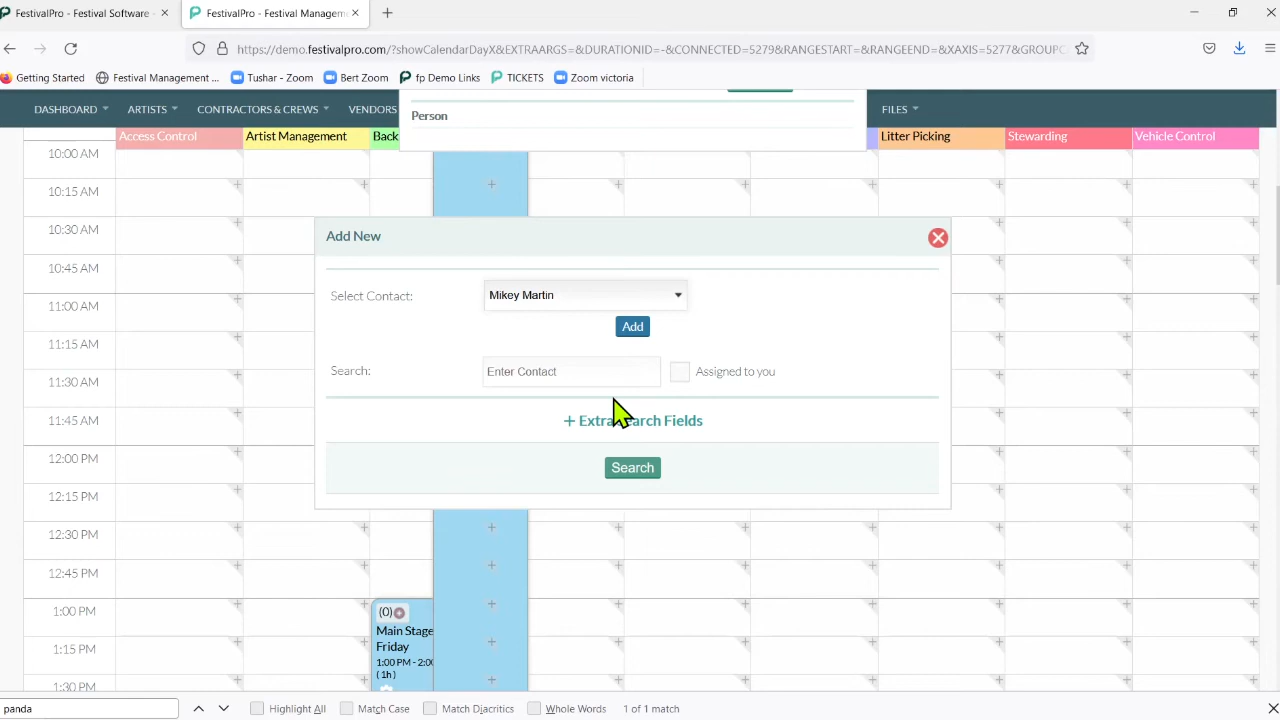 FestivalPro - Festival Software -
FestivalPro - Festival Manageme
https://demo.festivalpro.com/?showCalendarDayX&EXTRAARGS=&DURATIONID=-&CONNECTED=5279&RANGESTART=&RANGEEND=&XAXIS=5277&GROUPC
Getting Started
Festival Management ...
Tushar - Zoom
Bert Zoom
fp Demo Links
TICKETS
Zoom victoria
DASHBOARD
ARTISTS
CONTRACTORS & CREWS
VENDORS
FILES
Person
Access Control
Artist Management
Back
Litter Picking
Stewarding
Vehicle Control
10:00 AM
10:15 AM
10:30 AM
10:45 AM
11:00 AM
11:15 AM
11:30 AM
11:45 AM
12:00 PM
12:15 PM
12:30 PM
12:45 PM
1:00 PM
1:15 PM
1:30 PM
Add New
Select Contact:
Mikey Martin
Add
Search:
Enter Contact
Assigned to you
+ Extra Search Fields
Search
(0)
Main Stage
Friday
1:00 PM - 2:00
(1h)
panda
Highlight All
Match Case
Match Diacritics
Whole Words
1 of 1 match